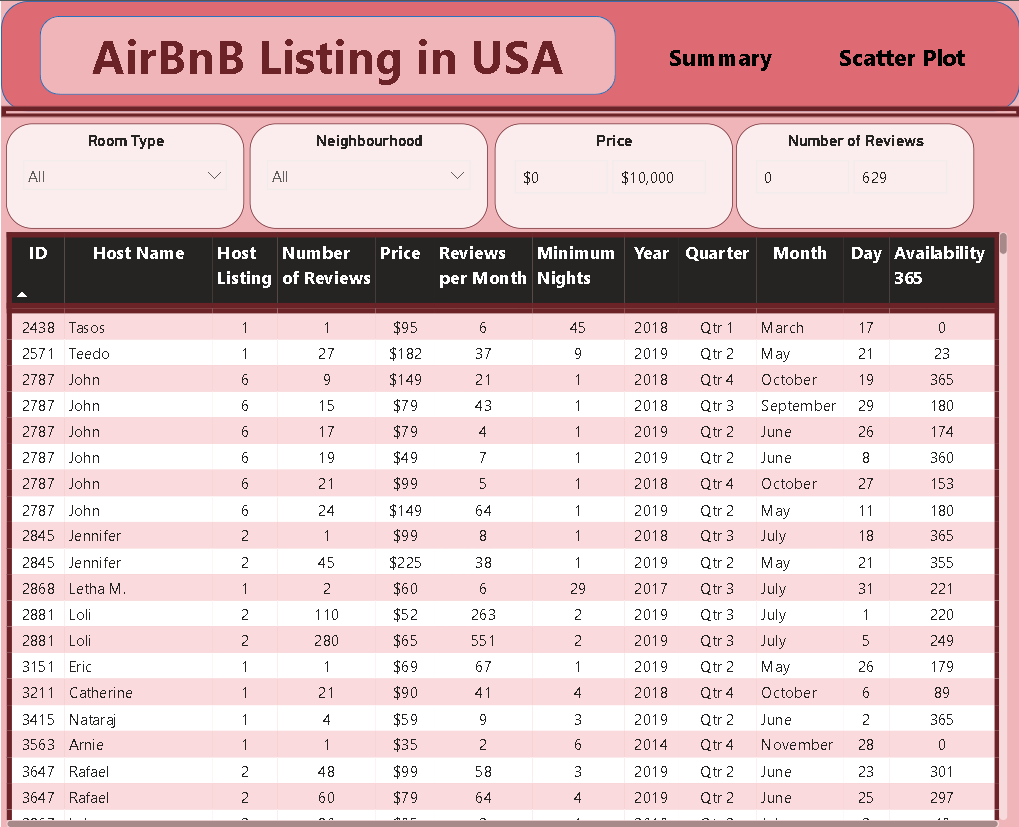 AirBnB Listing in USA
Summary
Scatter Plot
Room Type
Neighbourhood
Price
Number of Reviews
All
All
$0
$10,000
0
629
ID Host Name Host Listing Number of Reviews Price Reviews per Month Minimum Nights Year Quarter Month Day Availability 365
2438 Tasos 1 1 $95 6 45 2018 Qtr 1 March 17 0
2571 Teedo 1 27 $182 37 9 2019 Qtr 2 May 21 23
2787 John 6 9 $149 21 1 2018 Qtr 4 October 19 365
2787 John 6 15 $79 43 1 2018 Qtr 3 September 29 180
2787 John 6 17 $79 4 1 2019 Qtr 2 June 26 174
2787 John 6 19 $49 7 1 2019 Qtr 2 June 8 360
2787 John 6 21 $99 5 1 2018 Qtr 4 October 27 153
2787 John 6 24 $149 64 1 2019 Qtr 2 May 11 180
2845 Jennifer 2 1 $99 8 1 2018 Qtr 3 July 18 365
2845 Jennifer 2 45 $225 38 1 2019 Qtr 2 May 21 355
2868 Letha M. 1 2 $60 6 29 2017 Qtr 3 July 31 221
2881 Loli 2 110 $52 263 2 2019 Qtr 3 July 1 220
2881 Loli 2 280 $65 551 2 2019 Qtr 3 July 5 249
3151 Eric 1 1 $69 67 1 2019 Qtr 2 May 26 179
3211 Catherine 1 21 $90 41 4 2018 Qtr 4 October 6 89
3415 Nataraj 1 4 $59 9 3 2019 Qtr 2 June 2 365
3563 Arnie 1 1 $35 2 6 2014 Qtr 4 November 28 0
3647 Rafael 2 48 $99 58 3 2019 Qtr 2 June 23 301
3647 Rafael 2 60 $79 64 4 2019 Qtr 2 June 25 297